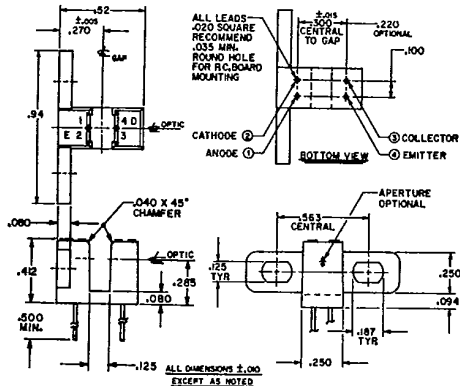 .52
±.005
.270
GAP
.94
1
E 2
4 D
3
OPTIC
ALL LEADS
.020 SQUARE
RECOMMEND
.035 MIN.
ROUND HOLE
FOR P.C. BOARD
MOUNTING
±.015
.300
CENTRAL
TO GAP
.220
OPTIONAL
.100
CATHODE ②
ANODE ①
③ COLLECTOR
④ EMITTER
BOTTOM VIEW
.040 X 45°
CHAMFER
.080
OPTIC
.412
.285
.080
.500
MIN.
.125
ALL DIMENSIONS ±.010
EXCEPT AS NOTED
APERTURE
OPTIONAL
.563
CENTRAL
.125
TYR
.250
.094
.187
TYR
.250